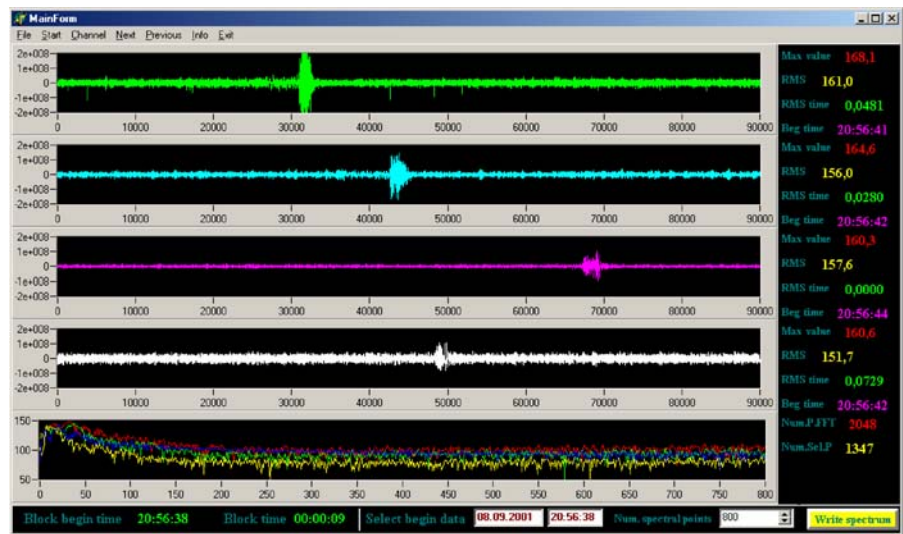 MainForm
File Start Channel Next Previous Info Exit
2e+008
1e+008
0
-1e+008
-2e+008
0 10000 20000 30000 40000 50000 60000 70000 80000 90000
Max value 168,1
RMS 161,0
RMS time 0,0481
Beg time 20:56:41
2e+008
1e+008
0
-1e+008
-2e+008
0 10000 20000 30000 40000 50000 60000 70000 80000 90000
Max value 164,6
RMS 156,0
RMS time 0,0280
Beg time 20:56:42
2e+008
1e+008
0
-1e+008
-2e+008
0 10000 20000 30000 40000 50000 60000 70000 80000 90000
Max value 160,3
RMS 157,6
RMS time 0,0000
Beg time 20:56:44
2e+008
1e+008
0
-1e+008
-2e+008
0 10000 20000 30000 40000 50000 60000 70000 80000 90000
Max value 160,6
RMS 151,7
RMS time 0,0729
Beg time 20:56:42
150
100
50
0 50 100 150 200 250 300 350 400 450 500 550 600 650 700 750 800
Num.P.FFT 2048
Num.Sel.P 1347
Block begin time 20:56:38 Block time 00:00:09 Select begin data 08.09.2001 20:56:38 Num. spectral points 800 Write spectrum